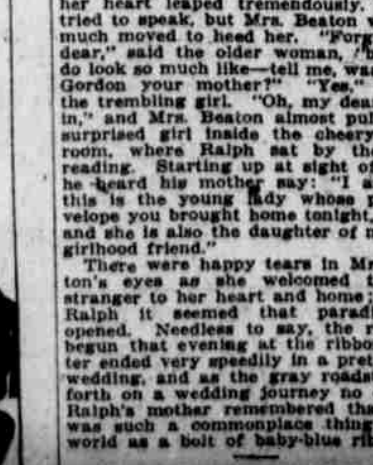 her heart leaped tremendously.
tried to speak, but Mrs. Beaton
much moved to heed her. "Forg
dear," said the older woman, "
do look so much like—tell me, wa
Gordon your mother?" "Yes,"
the trembling girl. "Oh, my dea
in," and Mrs. Beaton almost pul
surprised girl inside the cheery
room, where Ralph sat by th
reading. Starting up at sight of
he heard his mother say: "I a
this is the young lady whose p
velope you brought home tonight,
and she is also the daughter of m
girlhood friend."
There were happy tears in Mr
ton's eyes as she welcomed t
stranger to her heart and home;
Ralph it seemed that paradi
opened. Needless to say, the r
begun that evening at the ribbo
ter ended very speedily in a pret
wedding, and as the gray roads
forth on a wedding journey no
Ralph's mother remembered tha
was such a commonplace thing
world as a bolt of baby-blue rib